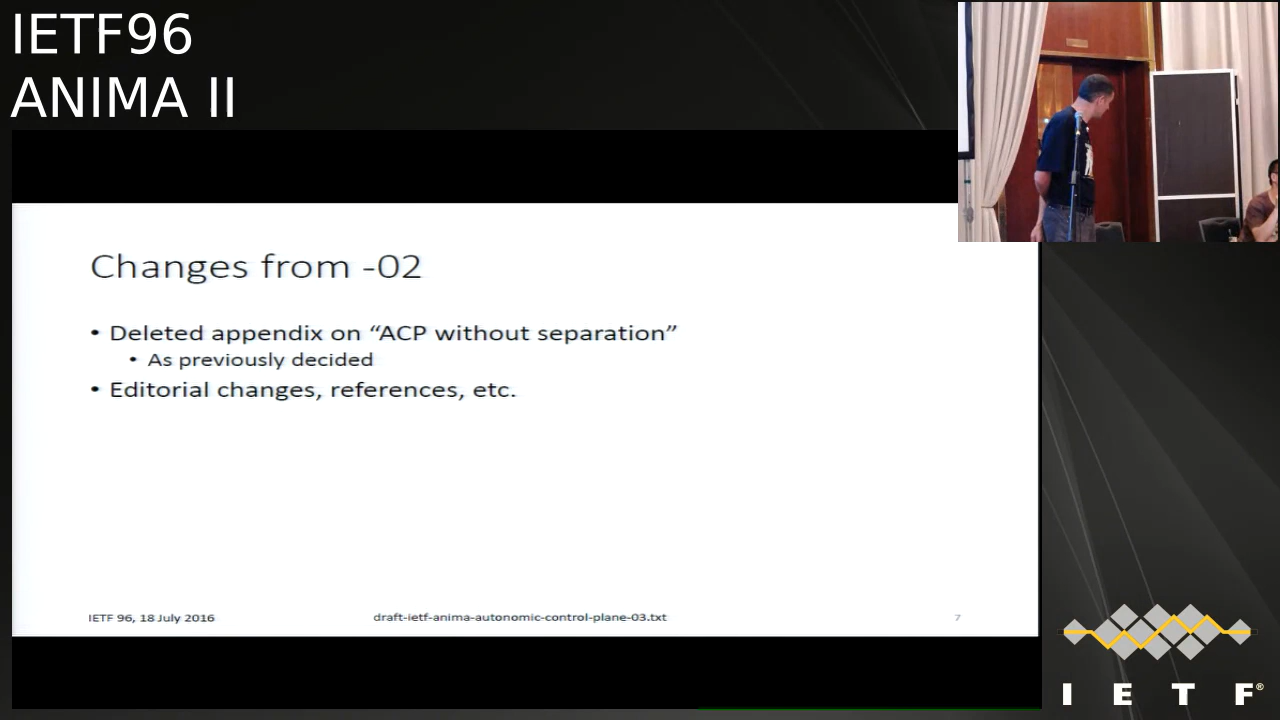 IETF96
ANIMA II
Changes from -02
• Deleted appendix on “ACP without separation”
• As previously decided
• Editorial changes, references, etc.
IETF 96, 18 July 2016
draft-ietf-anima-autonomic-control-plane-03.txt
7
I E T F®